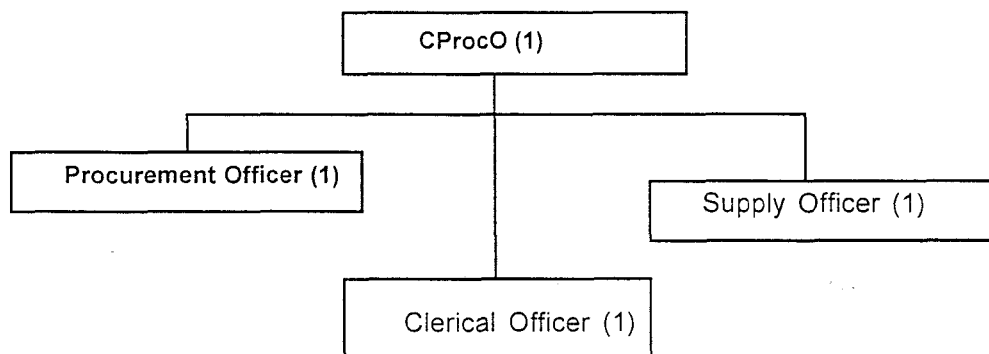 CProcO (1)
Procurement Officer (1)
Supply Officer (1)
Clerical Officer (1)